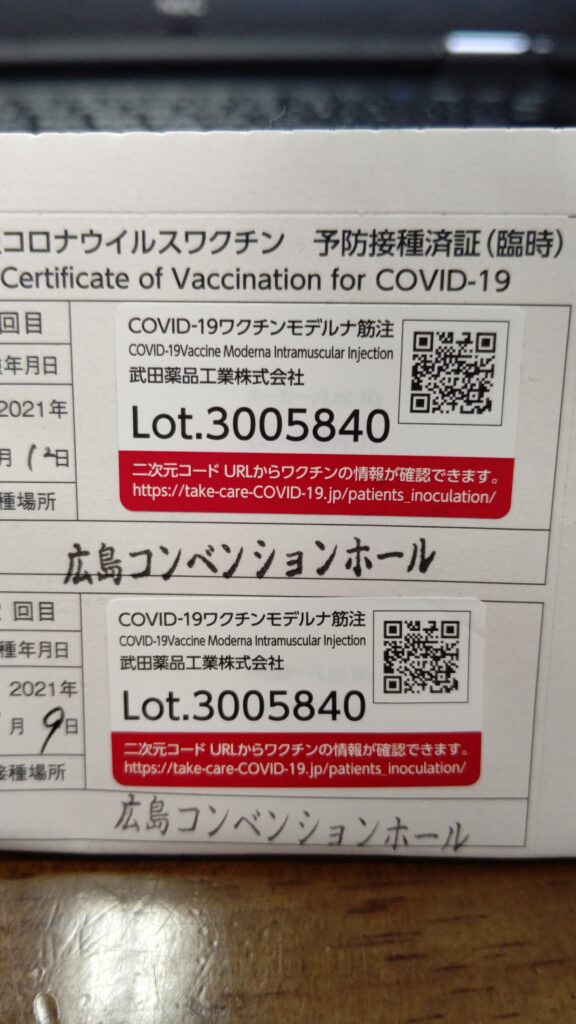 コロナウイルスワクチン 予防接種済証(臨時)
Certificate of Vaccination for COVID-19
回目
年月日
2021年
月12日
種場所
COVID-19ワクチンモデルナ筋注
COVID-19Vaccine Moderna Intramuscular Injection
武田薬品工業株式会社
Lot.3005840
二次元コード URLからワクチンの情報が確認できます。
https://take-care-COVID-19.jp/patients_inoculation/
広島コンベンションホール
回目
種年月日
2021年
月9日
接種場所
COVID-19ワクチンモデルナ筋注
COVID-19Vaccine Moderna Intramuscular Injection
武田薬品工業株式会社
Lot.3005840
二次元コード URLからワクチンの情報が確認できます。
https://take-care-COVID-19.jp/patients_inoculation/
広島コンベンションホール